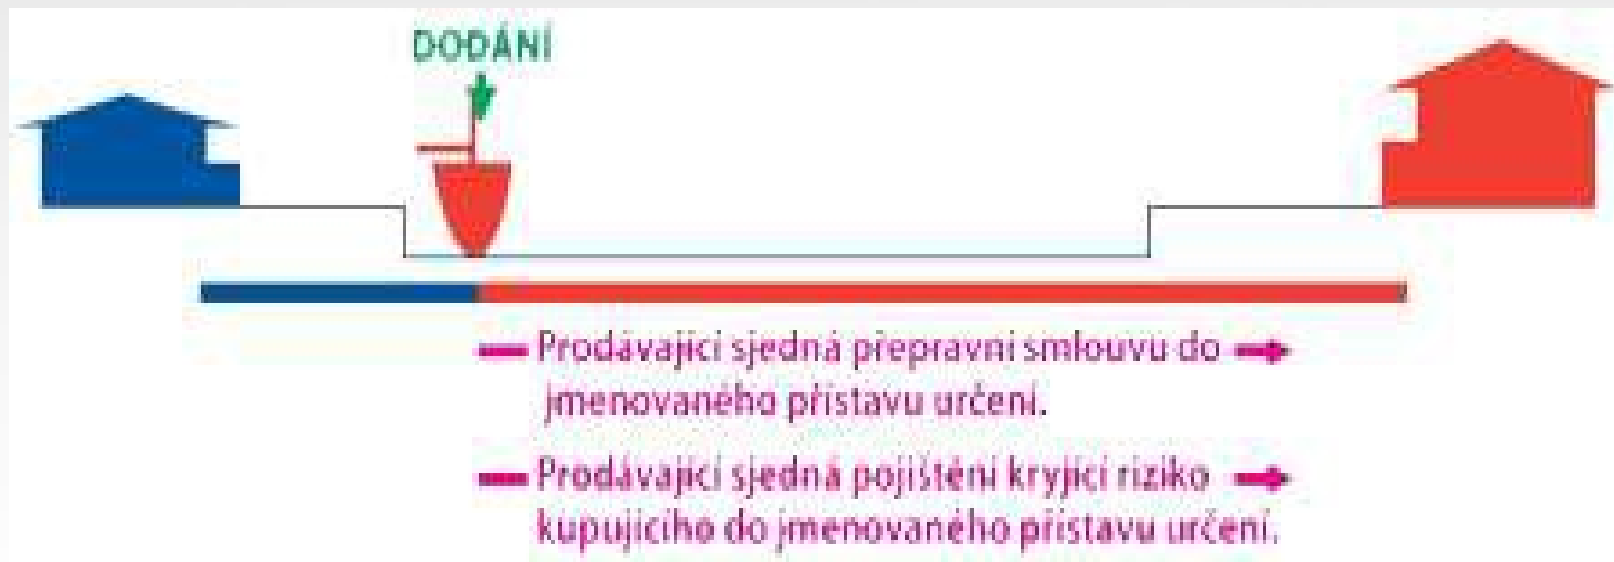 DODÁNÍ
Prodávající sjedná přepravní smlouvu do
jmenovaného přístavu určení.
Prodávající sjedná pojištění kryjící riziko
kupujícího do jmenovaného přístavu určení.